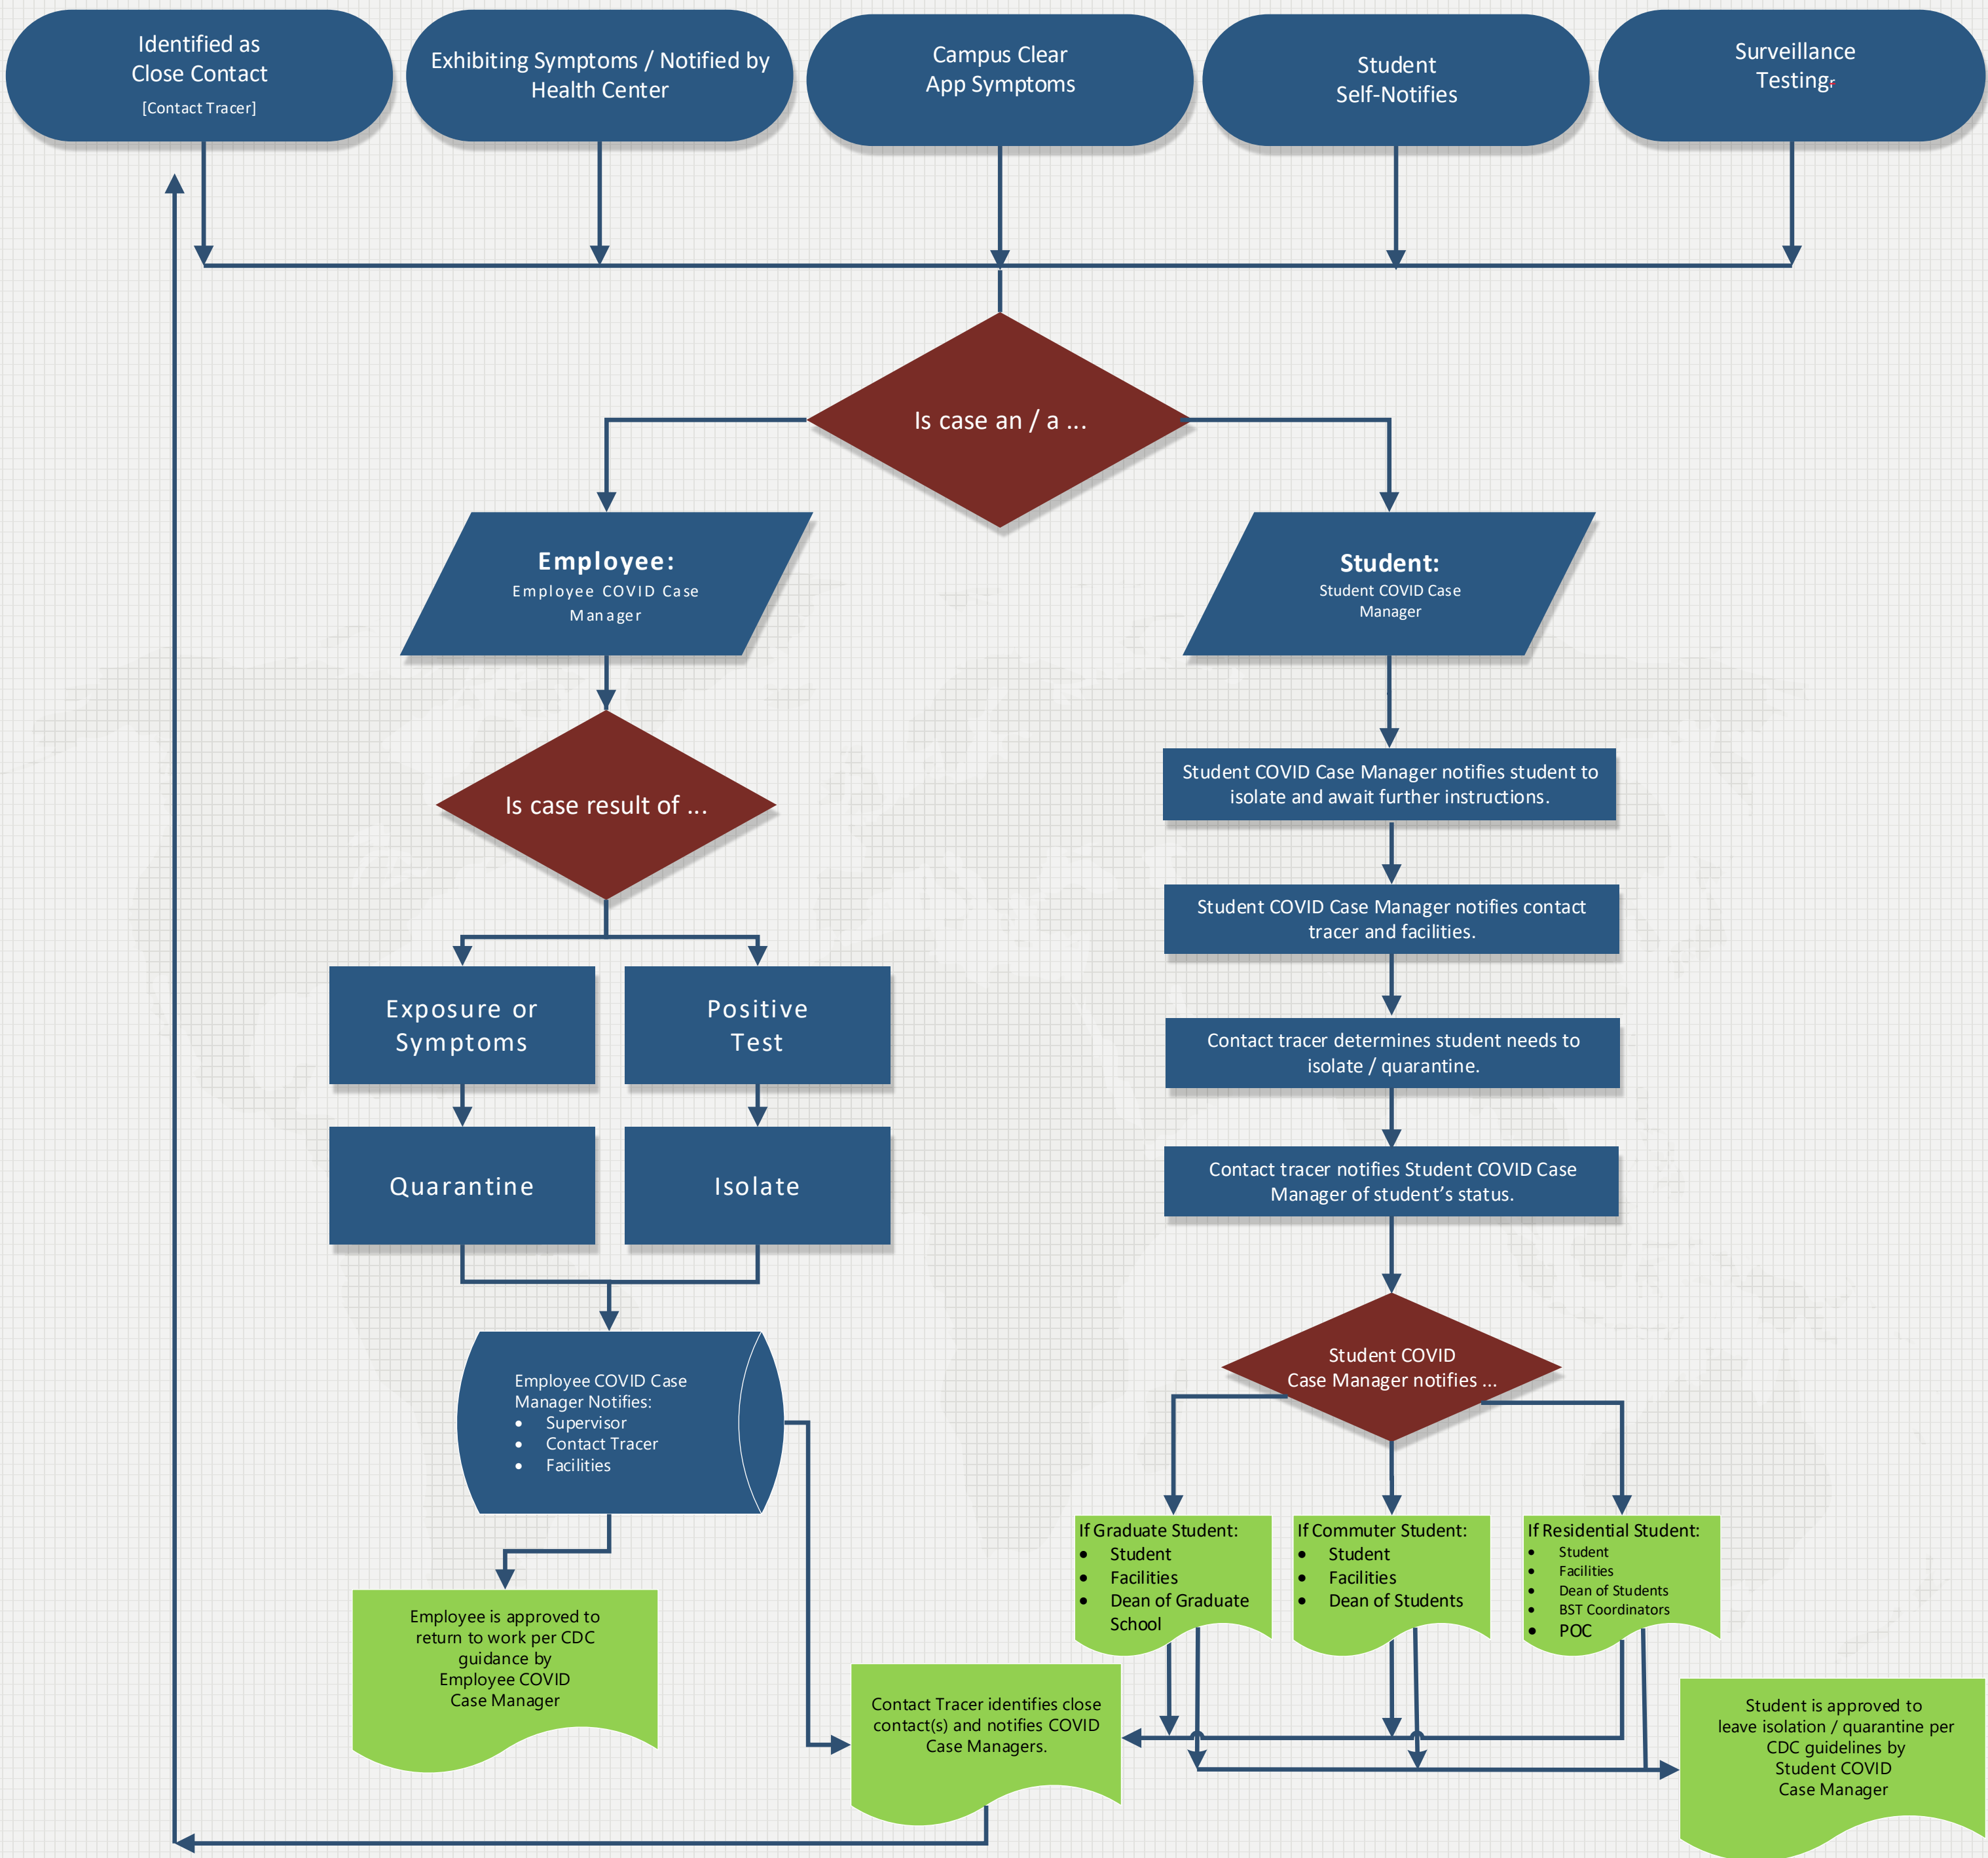 Identified as
Close Contact
[Contact Tracer]
Exhibiting Symptoms / Notified by
Health Center
Campus Clear
App Symptoms
Student
Self-Notifies
Surveillance
Testingr
Is case an / a ...
Employee:
Employee COVID Case
Manager
Student:
Student COVID Case
Manager
Is case result of ...
Student COVID Case Manager notifies student to
isolate and await further instructions.
Student COVID Case Manager notifies contact
tracer and facilities.
Exposure or
Symptoms
Positive
Test
Contact tracer determines student needs to
isolate / quarantine.
Quarantine
Isolate
Contact tracer notifies Student COVID Case
Manager of student's status.
Employee COVID Case
Manager Notifies:
• Supervisor
• Contact Tracer
• Facilities
Student COVID
Case Manager notifies ...
If Graduate Student:
• Student
• Facilities
• Dean of Graduate
School
If Commuter Student:
• Student
• Facilities
• Dean of Students
If Residential Student:
• Student
• Facilities
• Dean of Students
• BST Coordinators
• POC
Employee is approved to
return to work per CDC
guidance by
Employee COVID
Case Manager
Contact Tracer identifies close
contact(s) and notifies COVID
Case Managers.
Student is approved to
leave isolation / quarantine per
CDC guidelines by
Student COVID
Case Manager